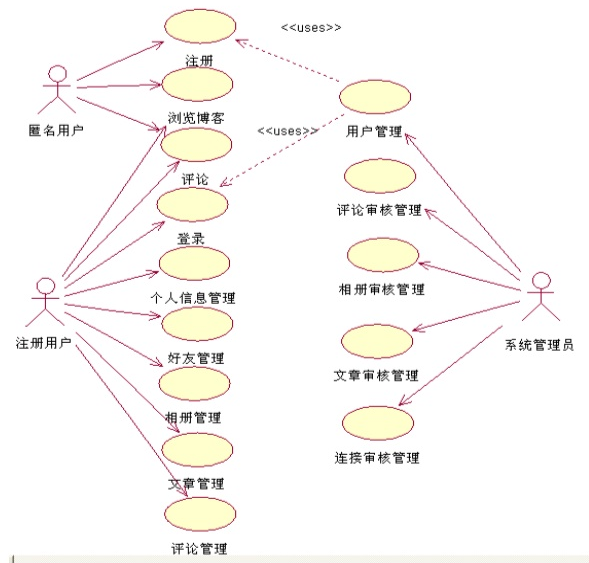 <<uses>>
注册
匿名用户
浏览博客
<<uses>>
用户管理
评论
评论审核管理
登录
个人信息管理
相册审核管理
注册用户
系统管理员
好友管理
文章审核管理
相册管理
连接审核管理
文章管理
评论管理